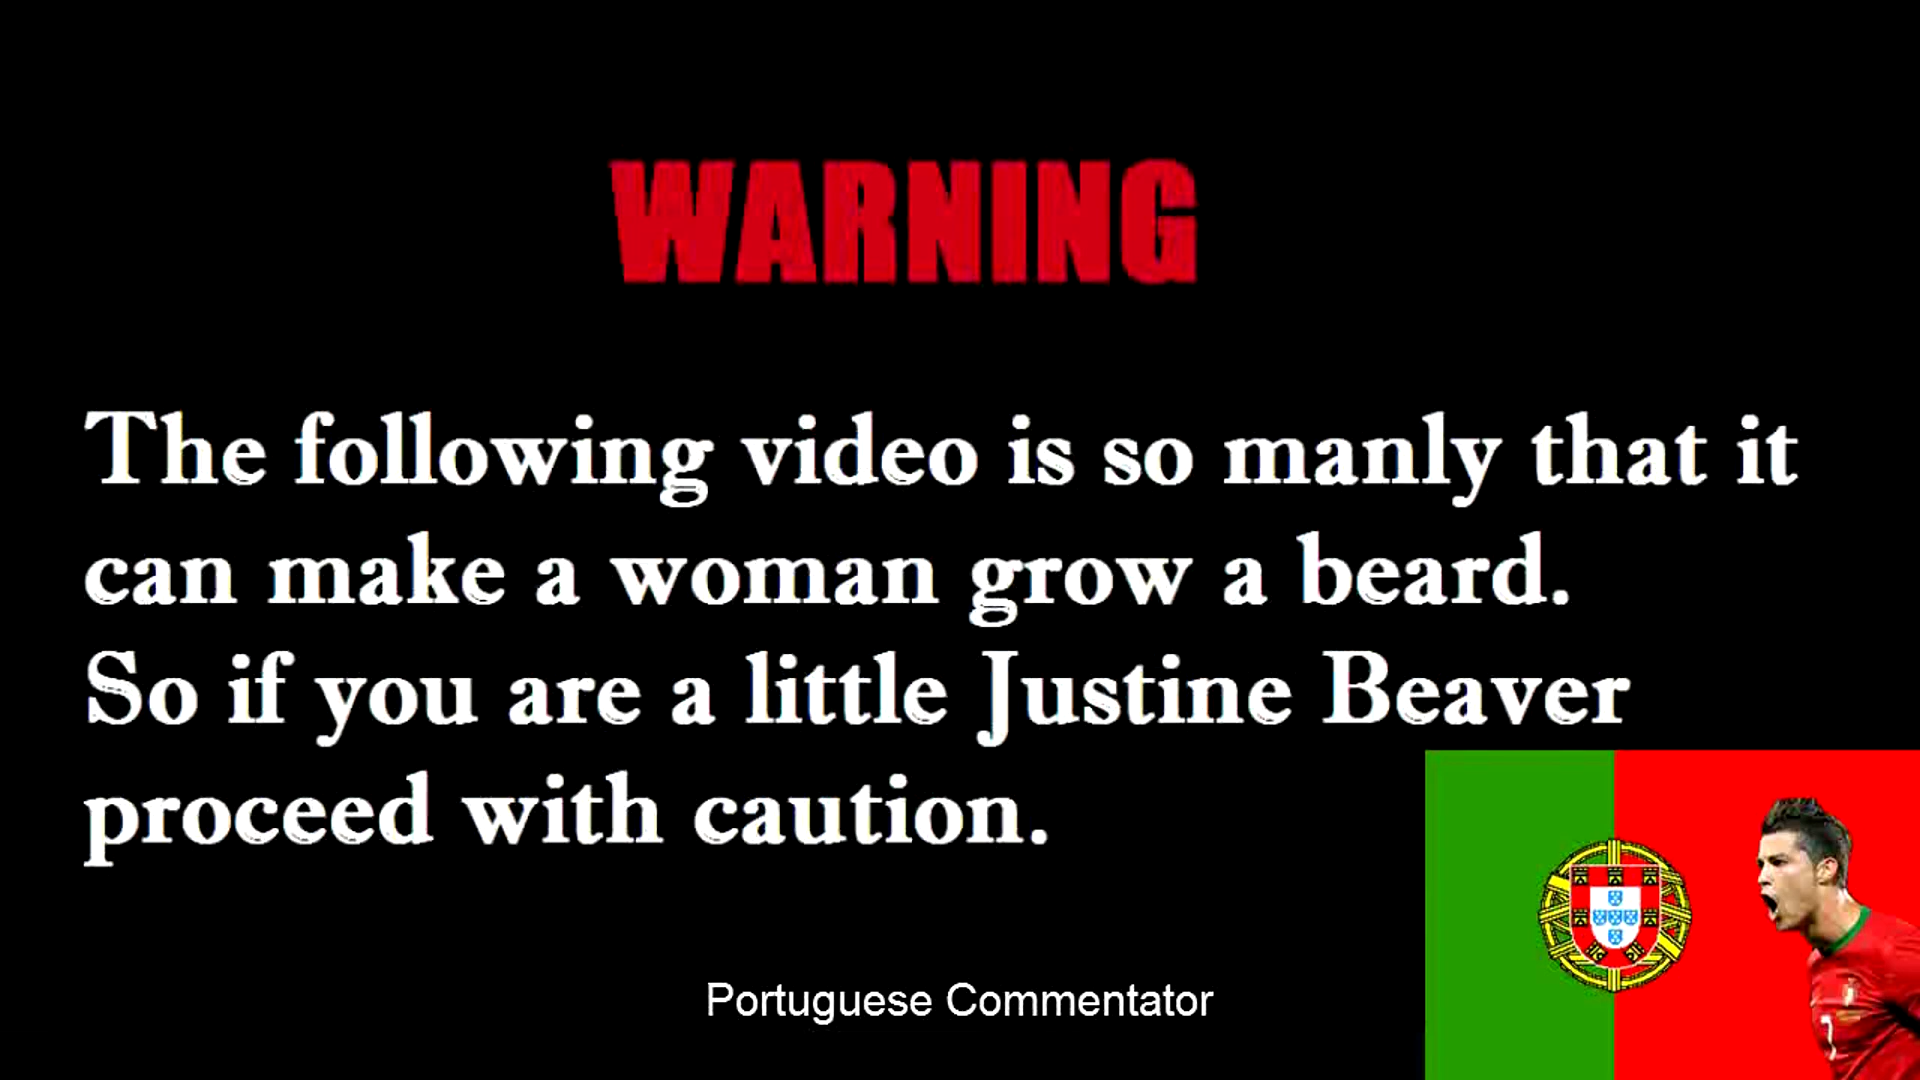 WARNING
The following video is so manly that it
can make a woman grow a beard.
So if you are a little Justine Beaver
proceed with caution.
Portuguese Commentator
7